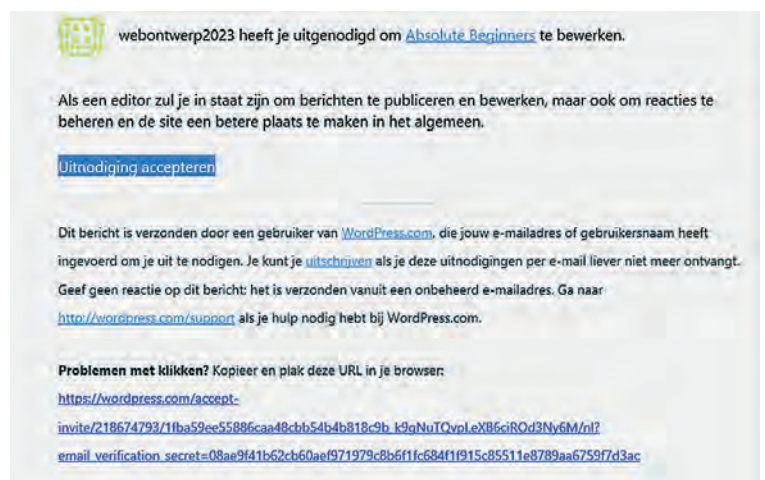 webontwerp2023 heeft je uitgenodigd om Absolute Beginners te bewerken.
Als een editor zul je in staat zijn om berichten te publiceren en bewerken, maar ook om reacties te
beheren en de site een betere plaats te maken in het algemeen.
Uitnodiging accepteren
Dit bericht is verzonden door een gebruiker van WordPress.com, die jouw e-mailadres of gebruikersnaam heeft
ingevoerd om je uit te nodigen. Je kunt je uitschrijven als je deze uitnodigingen per e-mail liever niet meer ontvangt.
Geef geen reactie op dit bericht: het is verzonden vanuit een onbeheerd e-mailadres. Ga naar
http://wordpress.com/support als je hulp nodig hebt bij WordPress.com.
Problemen met klikken? Kopieer en plak deze URL in je browser:
https://wordpress.com/accept-
invite/218674793/1fba59ee55886caa48cbb54b4b818c9b_k9gNuTQvpLeX86ciROd3Ny6M/nl?
email_verification_secret=08ae9f41b62cb60aef971979c8b6f1fc684f1f915c85511e8789aa6759f7d3ac